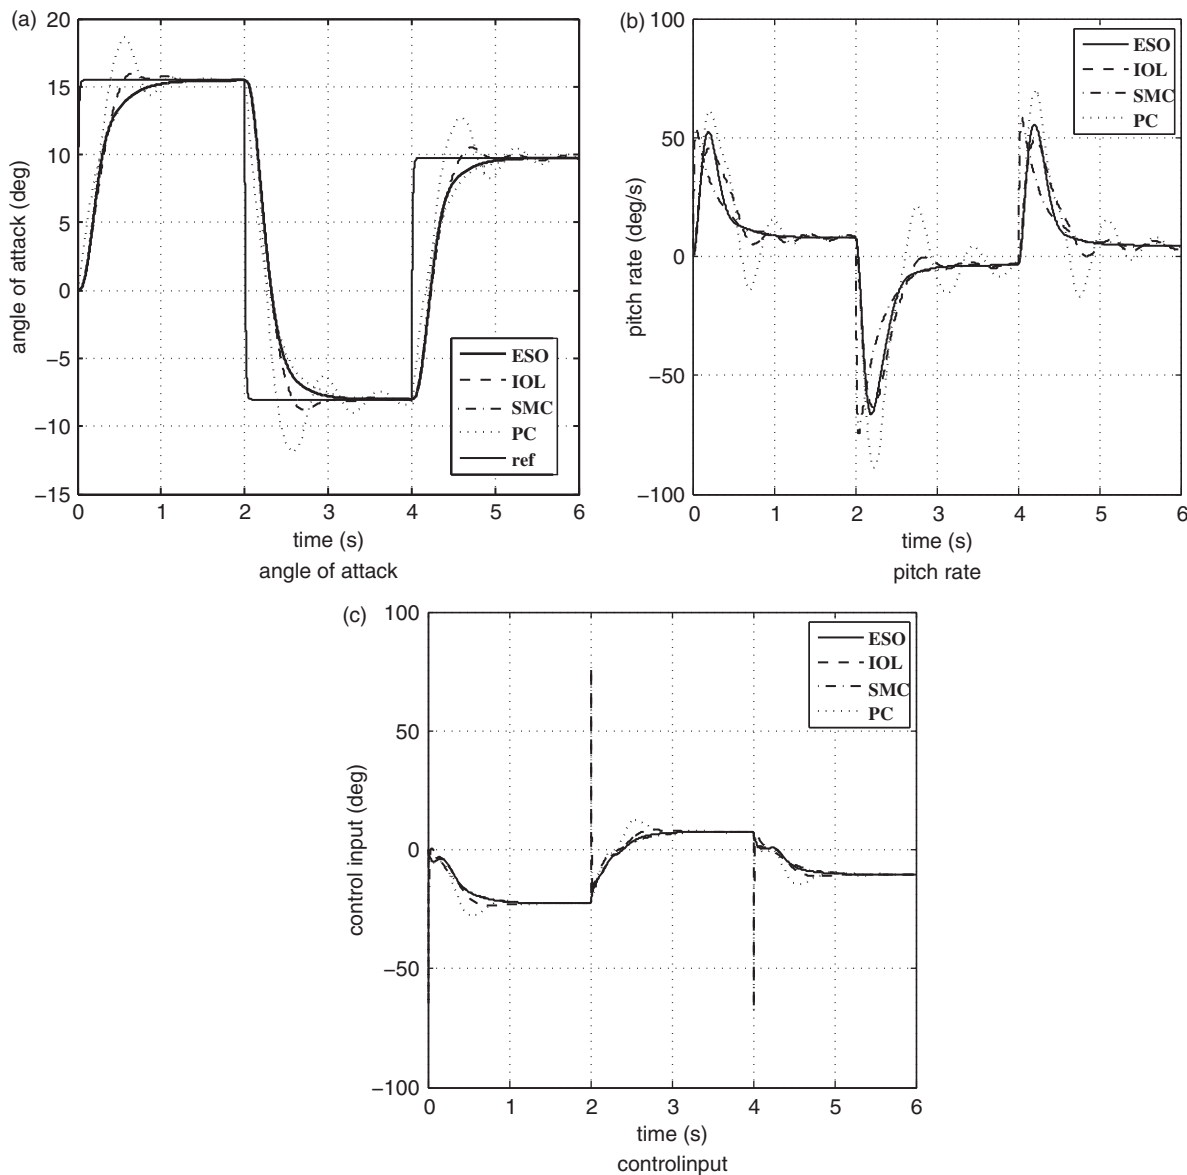 (a)
20
15
10
5
0
−5
−10
−15
angle of attack (deg)
ESO
IOL
SMC
PC
ref
0 1 2 3 4 5 6
time (s)
angle of attack
(b)
100
50
0
−50
−100
pitch rate (deg/s)
ESO
IOL
SMC
PC
0 1 2 3 4 5 6
time (s)
pitch rate
(c)
100
50
0
−50
−100
control input (deg)
ESO
IOL
SMC
PC
0 1 2 3 4 5 6
time (s)
controlinput